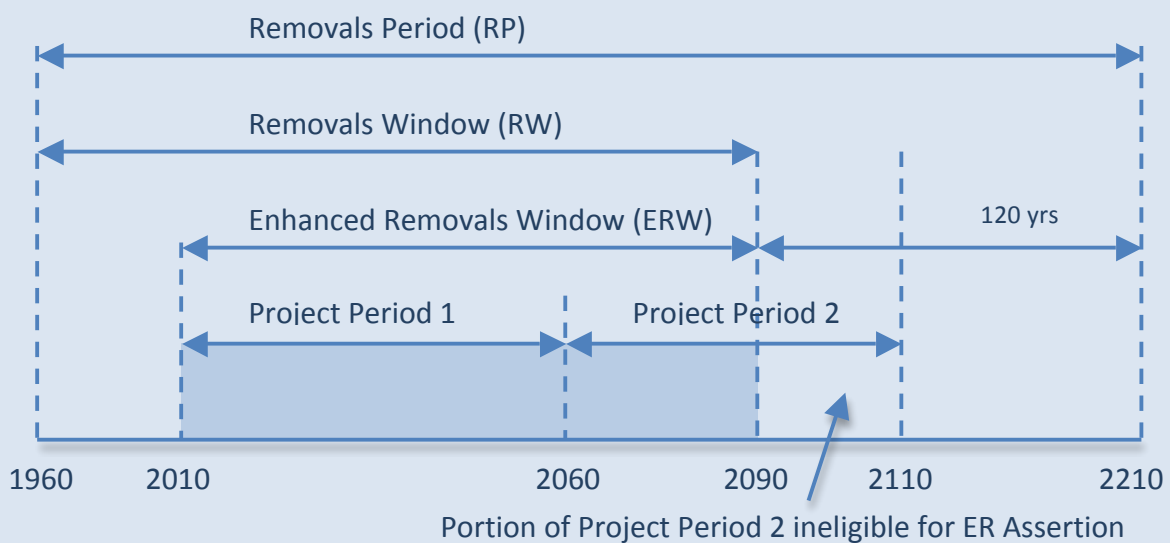 Removals Period (RP)
Removals Window (RW)
120 yrs
Enhanced Removals Window (ERW)
Project Period 1 Project Period 2
1960 2010 2060 2090 2110 2210
Portion of Project Period 2 ineligible for ER Assertion